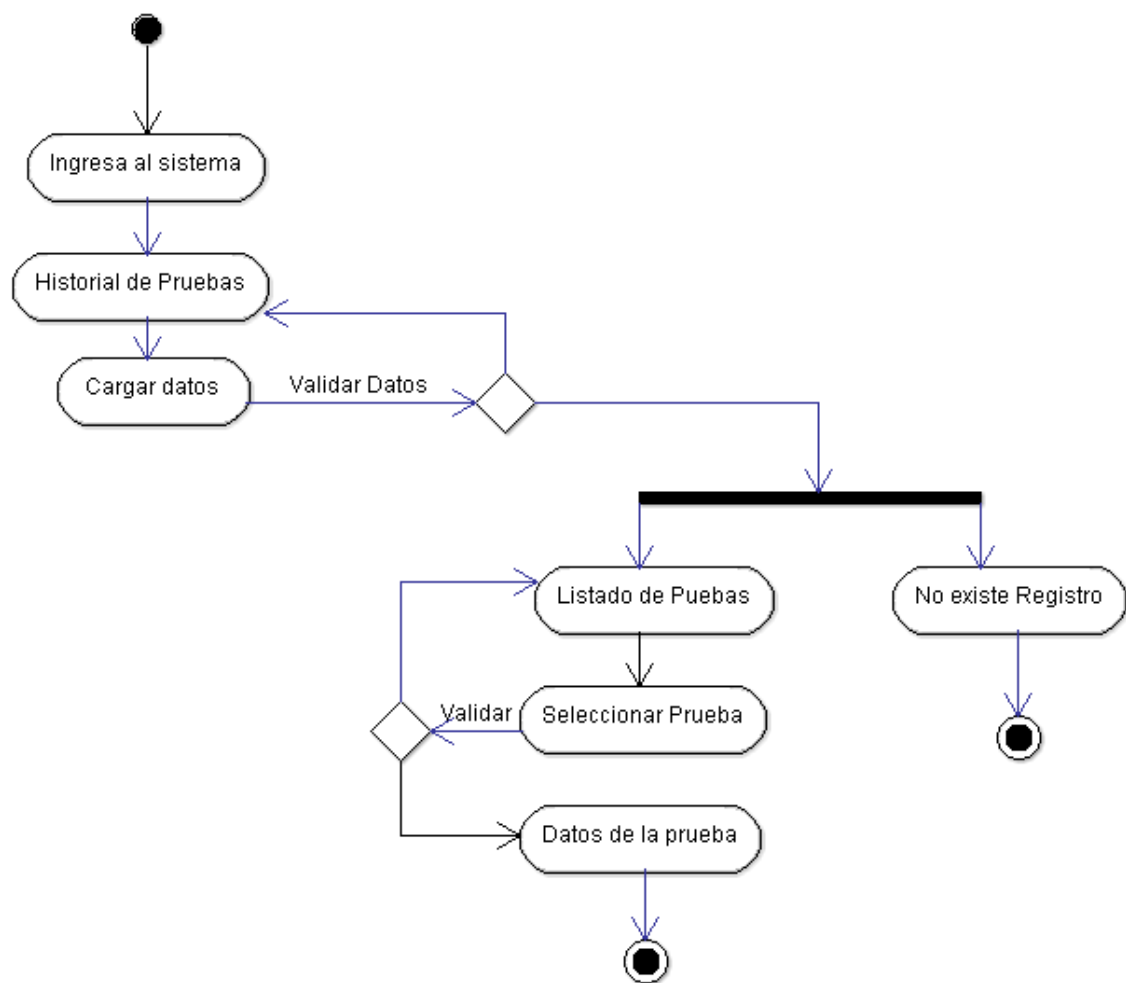 Ingresa al sistema
Historial de Pruebas
Cargar datos
Validar Datos
Listado de Puebas
No existe Registro
Validar
Seleccionar Prueba
Datos de la prueba